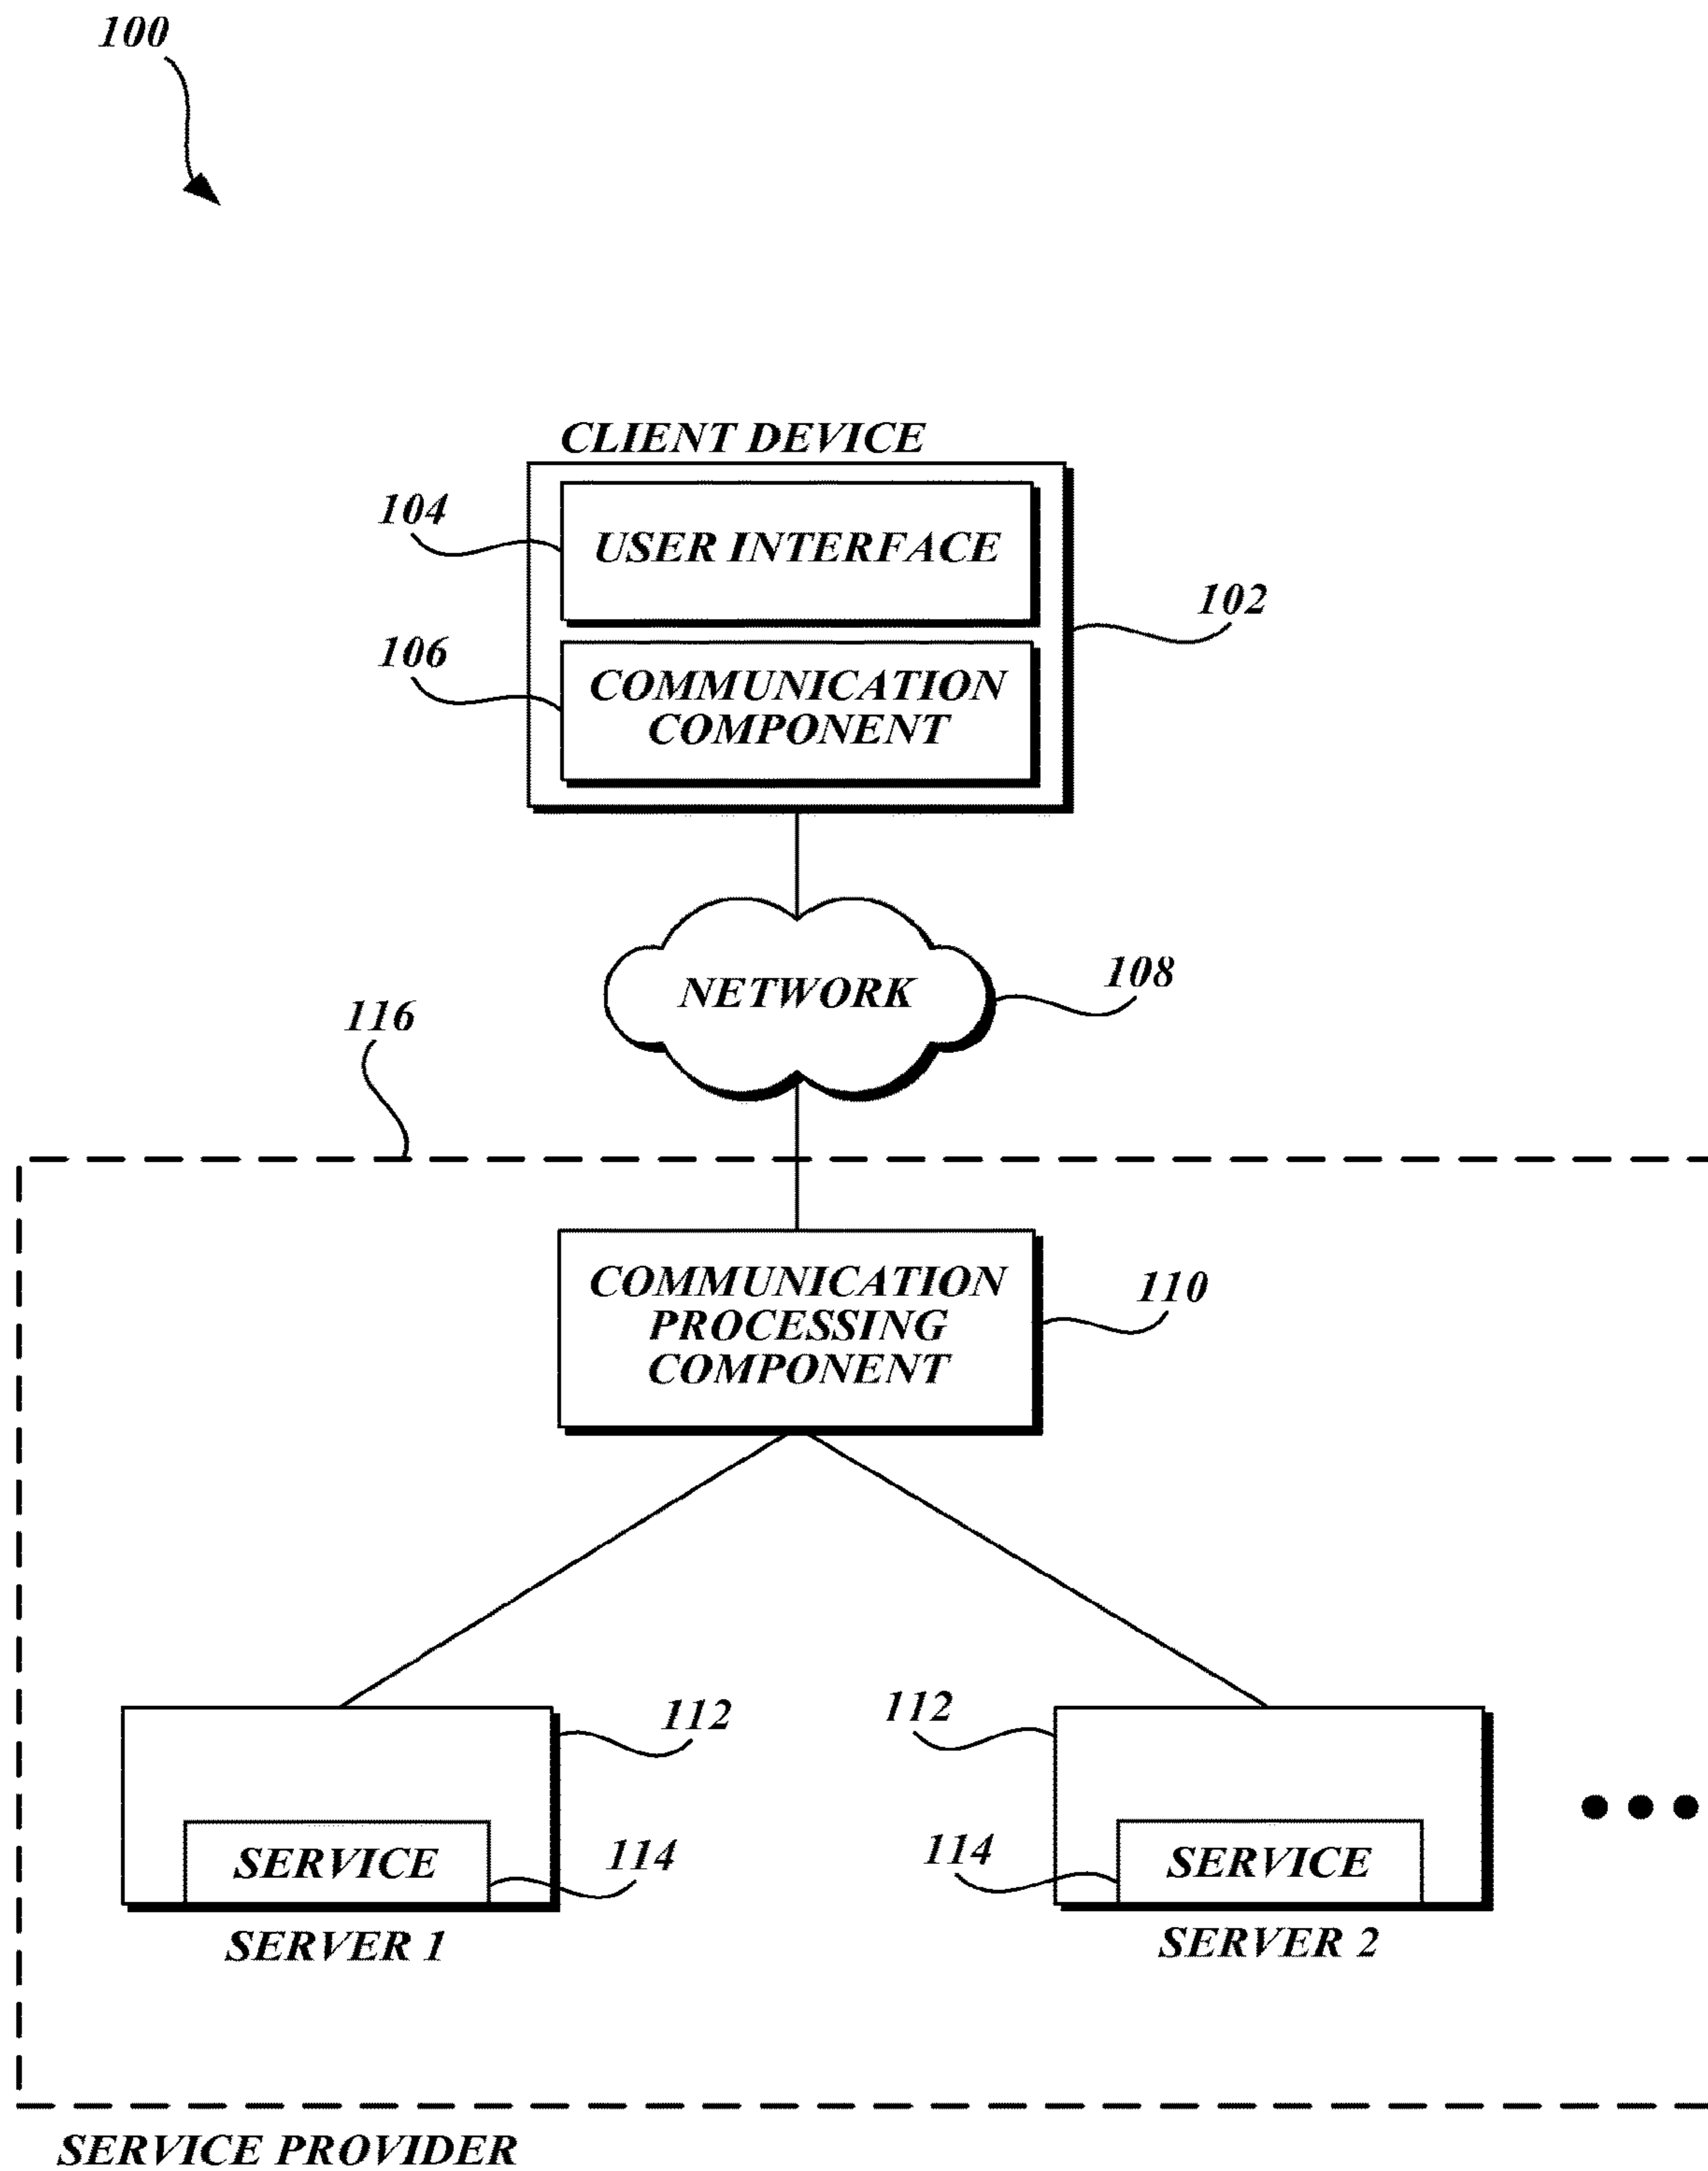 100
CLIENT DEVICE
104
USER INTERFACE
102
106
COMMUNICATION
COMPONENT
NETWORK
108
116
COMMUNICATION
PROCESSING
COMPONENT
110
112
112
SERVICE
114
114
SERVICE
SERVER 1
SERVER 2
SERVICE PROVIDER